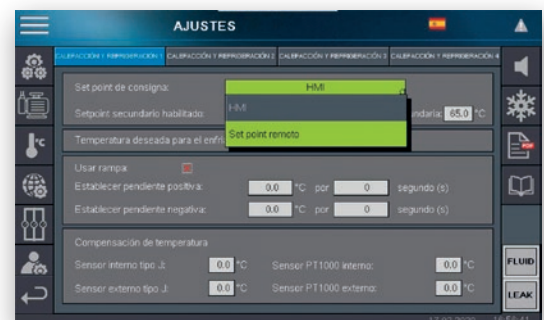 AJUSTES
CALEFACCIÓN Y REFRIGERACIÓN 1 CALEFACCIÓN Y REFRIGERACIÓN 2 CALEFACCIÓN Y REFRIGERACIÓN 3 CALEFACCIÓN Y REFRIGERACIÓN 4
Set point de consigna: HMI
HMI
Setpoint secundario habilitado: undaria: 65.0 °C
Set point remoto
Temperatura deseada para el enfri
Usar rampa:
Establecer pendiente positiva: 0.0 °C por 0 segundo (s)
Establecer pendiente negativa: 0.0 °C por 0 segundo (s)
Compensación de temperatura
Sensor interno tipo J: 0.0 °C Sensor PT1000 interno: 0.0 °C
Sensor externo tipo J: 0.0 °C Sensor PT1000 externo: 0.0 °C
°C
PDF
FLUID
LEAK